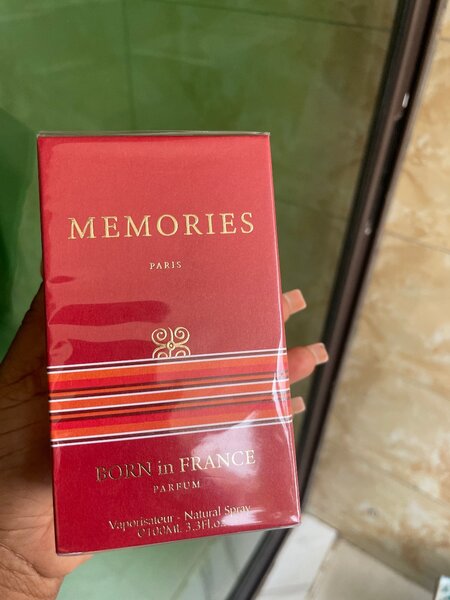 MEMORIES
PARIS
BORN in FRANCE
PARFUM
Vaporisateur - Natural Spray
℮100ML 3.3Fl.oz